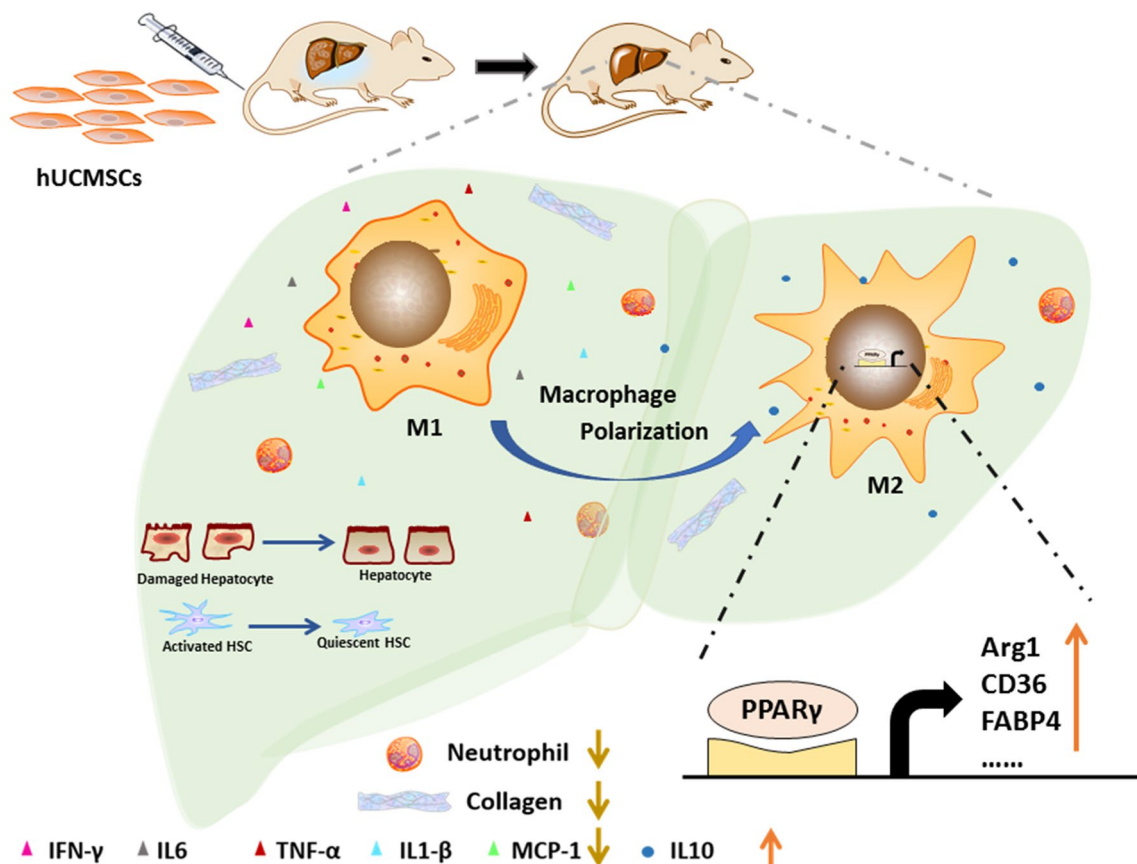 hUCMSCs
M1
Macrophage
Polarization
M2
PPARγ
Damaged Hepatocyte
Hepatocyte
Activated HSC
Quiescent HSC
PPARγ
Arg1
CD36
FABP4
......
Neutrophil
Collagen
IFN-γ IL6 TNF-α IL1-β MCP-1 IL10